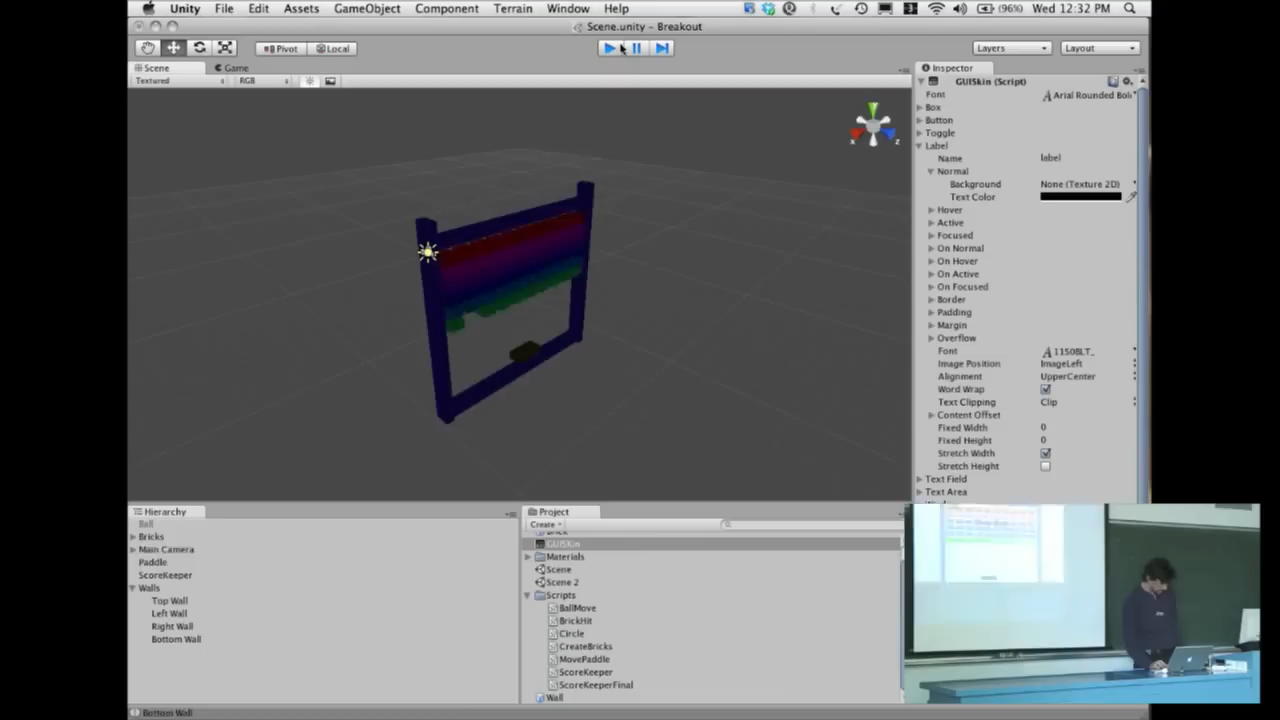 Unity File Edit Assets GameObject Component Terrain Window Help (96%) Wed 12:32 PM
Scene.unity – Breakout
Pivot Local Layers Layout
Scene Game
Textured RGB
x z
Inspector
GUISkin (Script)
Font Arial Rounded Bol
Box
Button
Toggle
Label
Name label
Normal
Background None (Texture 2D)
Text Color
Hover
Active
Focused
On Normal
On Hover
On Active
On Focused
Border
Padding
Margin
Overflow
Font 1150BLT_
Image Position ImageLeft
Alignment UpperCenter
Word Wrap
Text Clipping Clip
Content Offset
Fixed Width 0
Fixed Height 0
Stretch Width
Stretch Height
Text Field
Text Area
Hierarchy
Ball
Bricks
Main Camera
Paddle
ScoreKeeper
Walls
Top Wall
Left Wall
Right Wall
Bottom Wall
Project
Create
Brick
GUISkin
Materials
Scene
Scene 2
Scripts
BallMove
BrickHit
Circle
CreateBricks
MovePaddle
ScoreKeeper
ScoreKeeperFinal
Wall
Bottom Wall